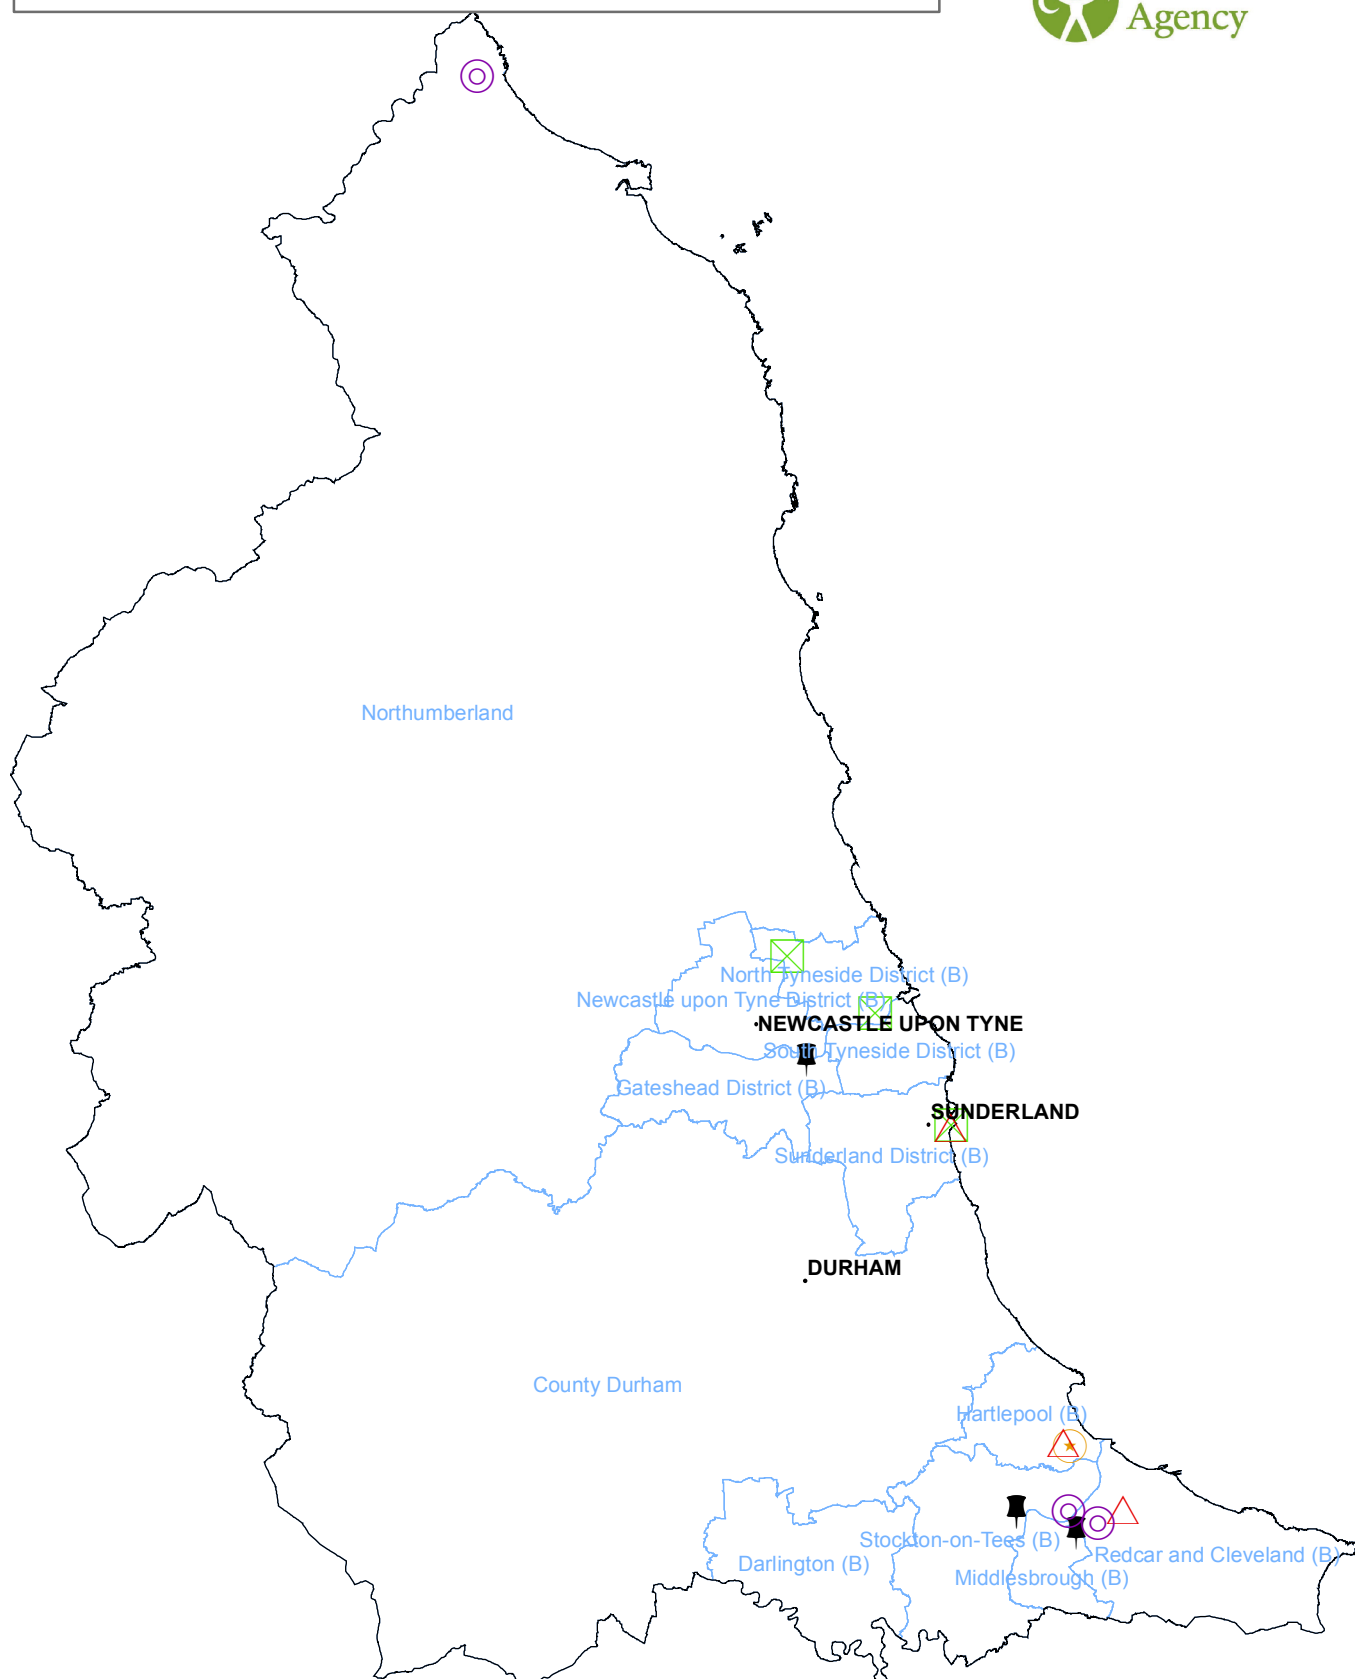 Agency
Northumberland
North Tyneside District (B)
Newcastle upon Tyne District (B)
NEWCASTLE UPON TYNE
South Tyneside District (B)
Gateshead District (B)
SUNDERLAND
Sunderland District (B)
DURHAM
County Durham
Hartlepool (B)
Stockton-on-Tees (B)
Redcar and Cleveland (B)
Darlington (B)
Middlesbrough (B)